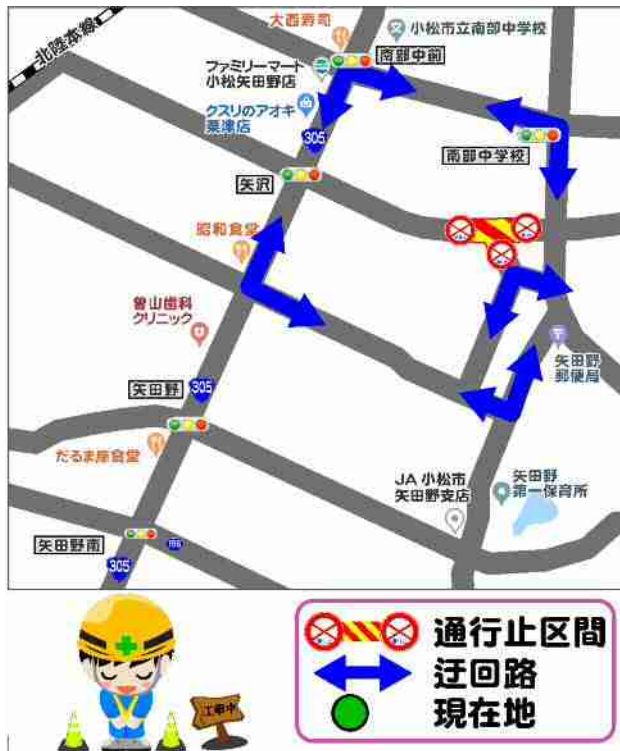 大西寿司
小松市立南部中学校
北陸本線
南部中前
ファミリーマート
小松矢田野店
クスリのアオキ
粟津店
305
南部中学校
矢沢
昭和食堂
曽山歯科
クリニック
矢田野
郵便局
矢田野
305
だるま座食堂
JA 小松市
矢田野支店
矢田野
第一保育所
矢田野南
305
通行止区間
迂回路
現在地
工事中